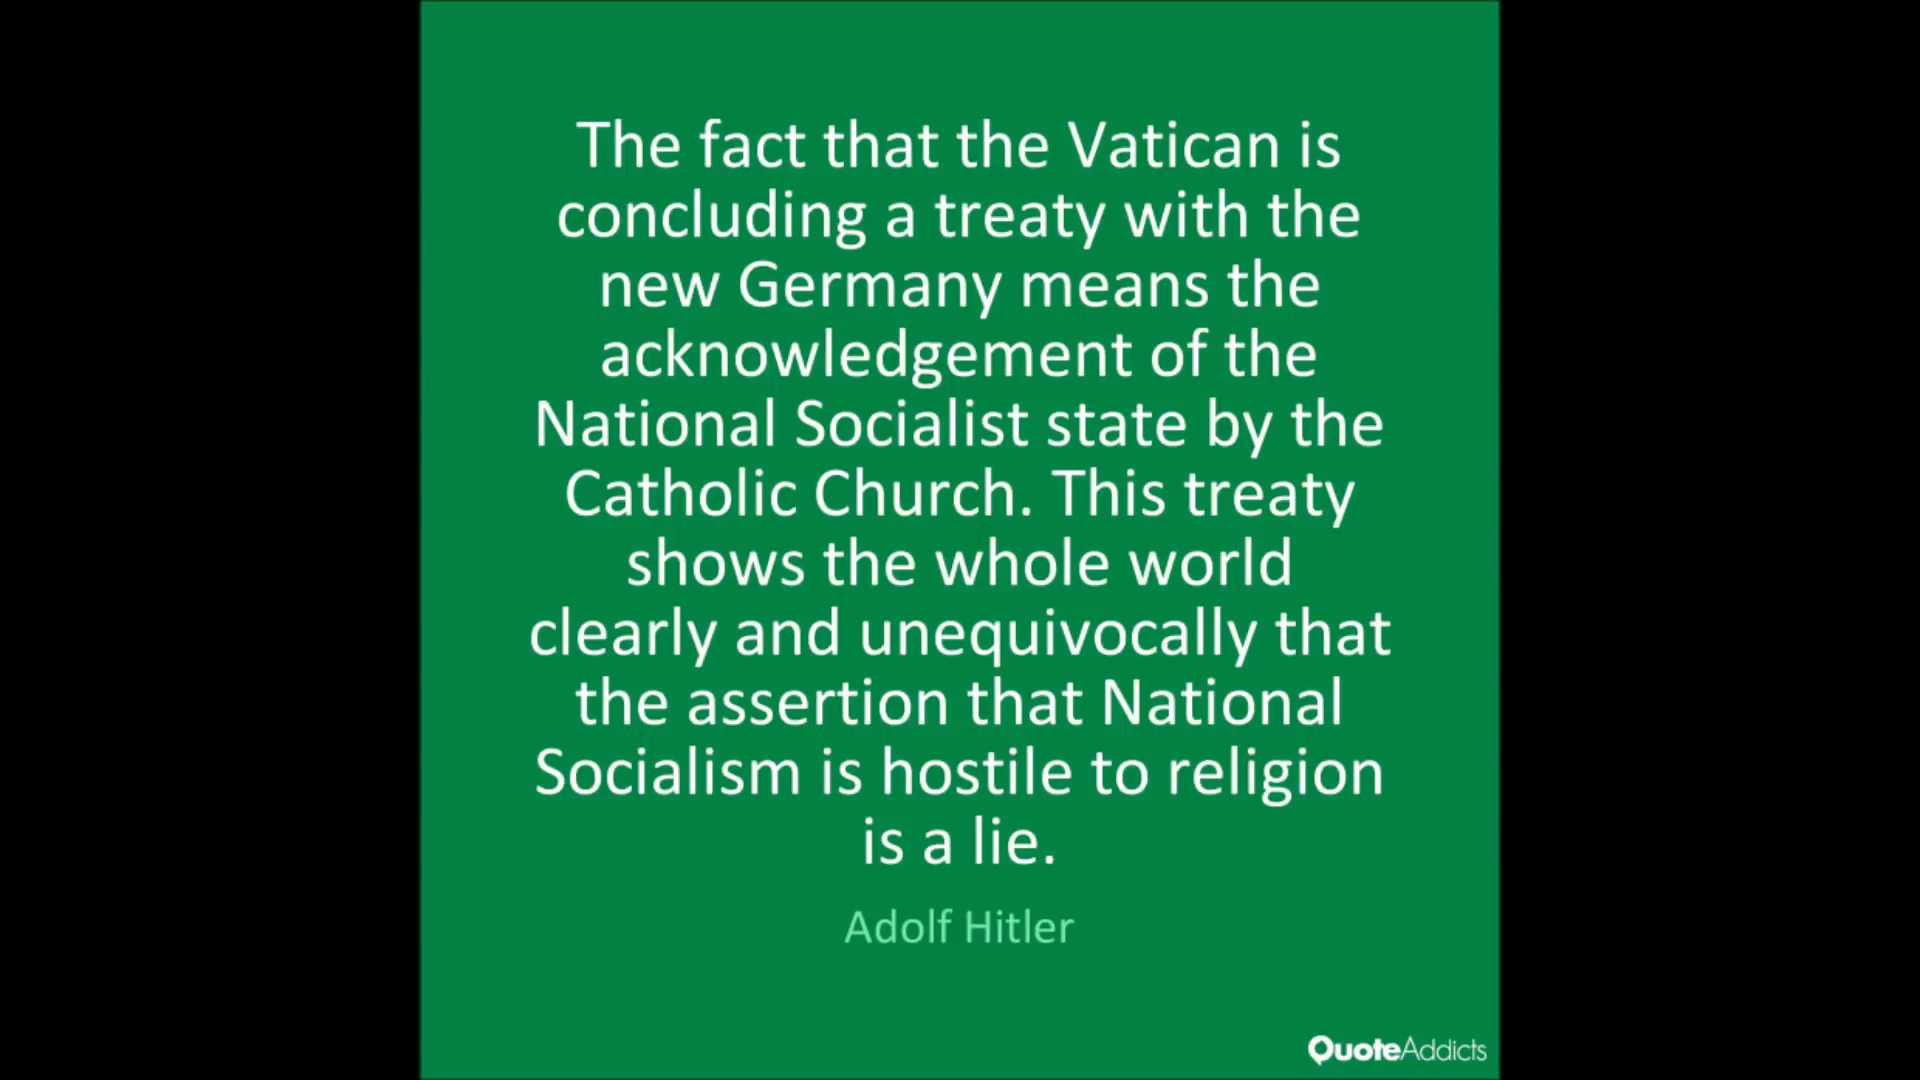 The fact that the Vatican is
concluding a treaty with the
new Germany means the
acknowledgement of the
National Socialist state by the
Catholic Church. This treaty
shows the whole world
clearly and unequivocally that
the assertion that National
Socialism is hostile to religion
is a lie.
Adolf Hitler
QuoteAddicts